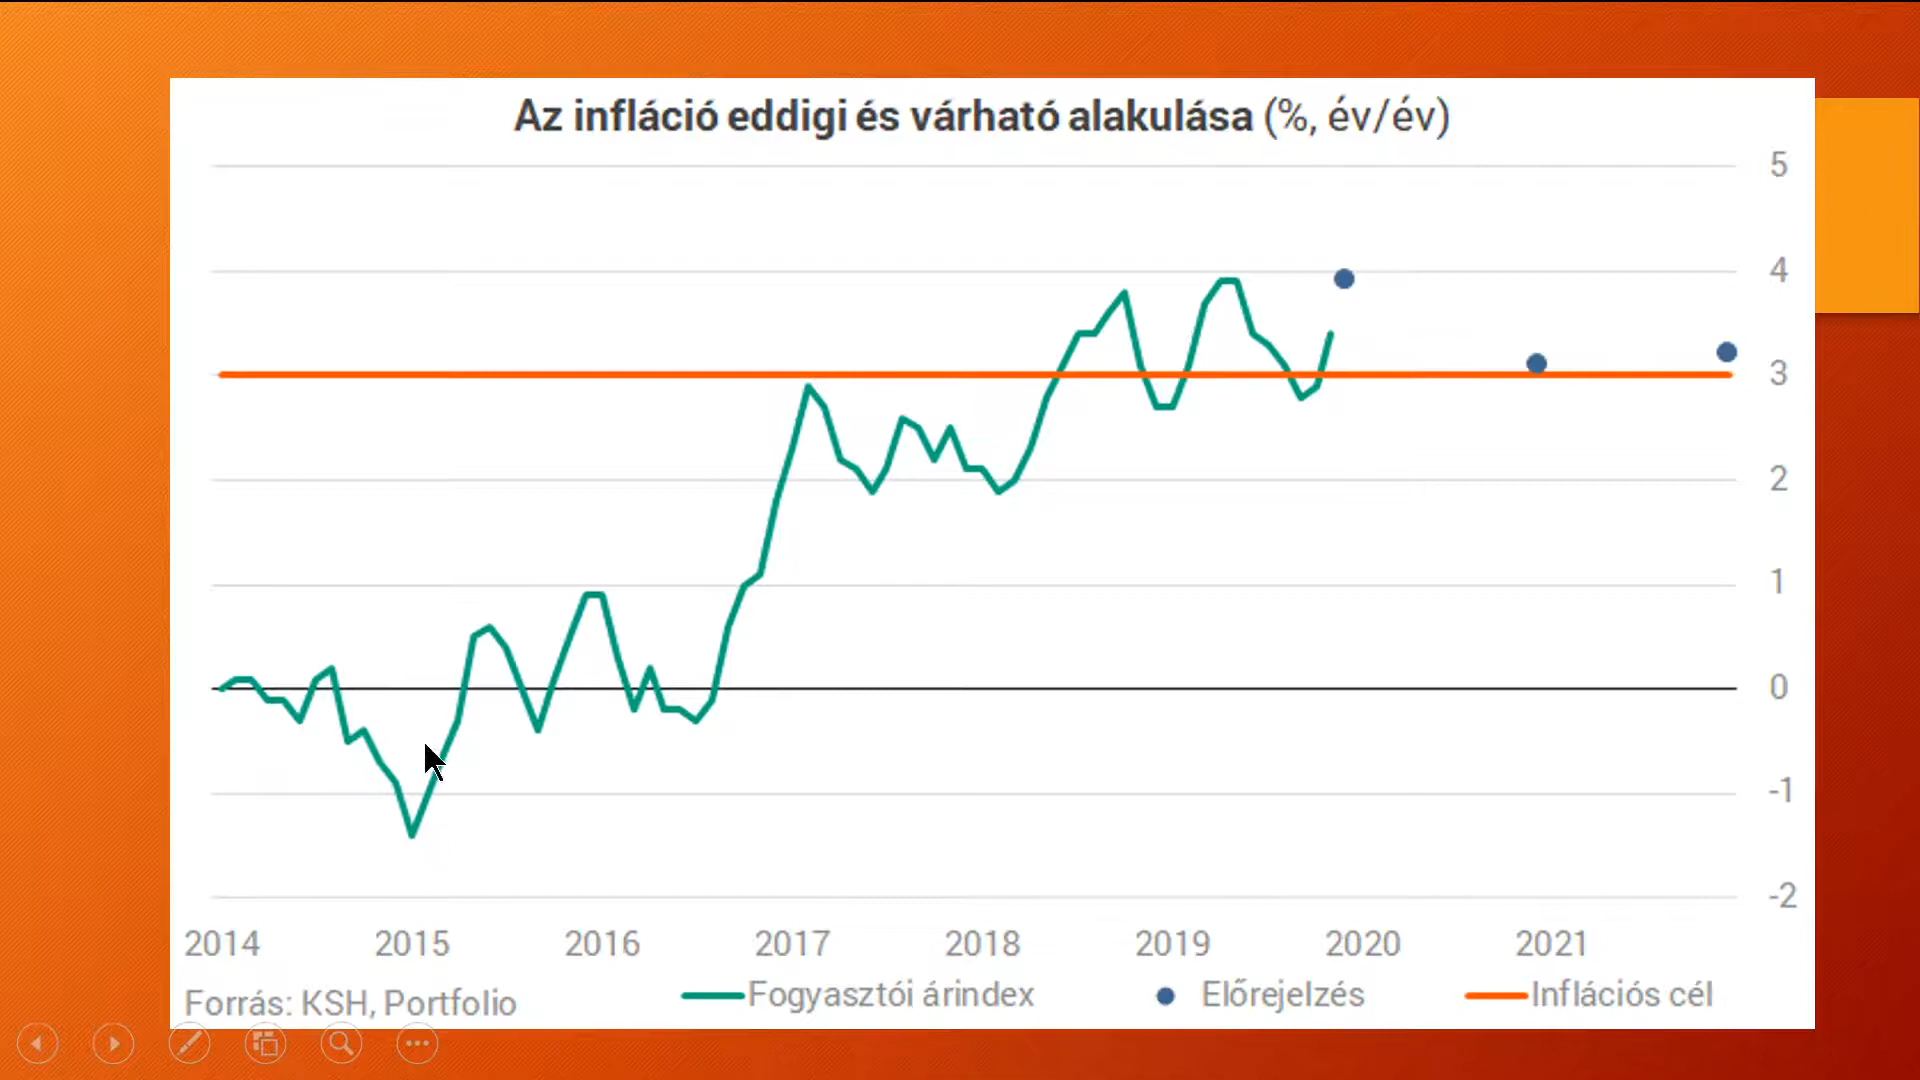 Az infláció eddigi és várható alakulása (%, év/év)
5
4
3
2
1
0
-1
-2
2014 2015 2016 2017 2018 2019 2020 2021
Forrás: KSH, Portfolio Fogyasztói árindex Előrejelzés Inflációs cél